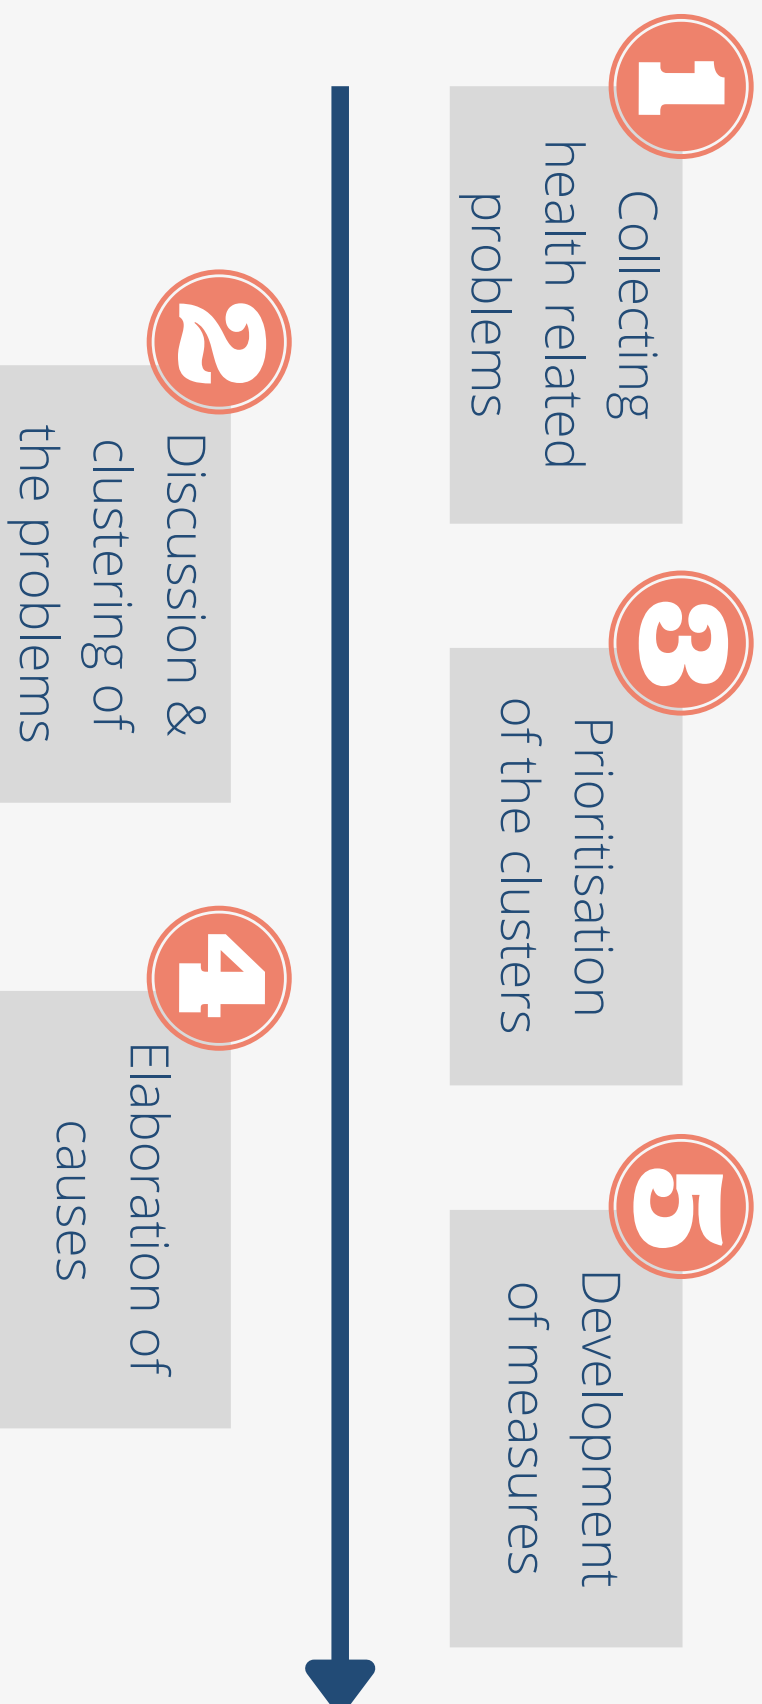 1
Collecting
health related
problems
2
Discussion &
clustering of
the problems
3
Prioritisation
of the clusters
4
Elaboration of
causes
5
Development
of measures